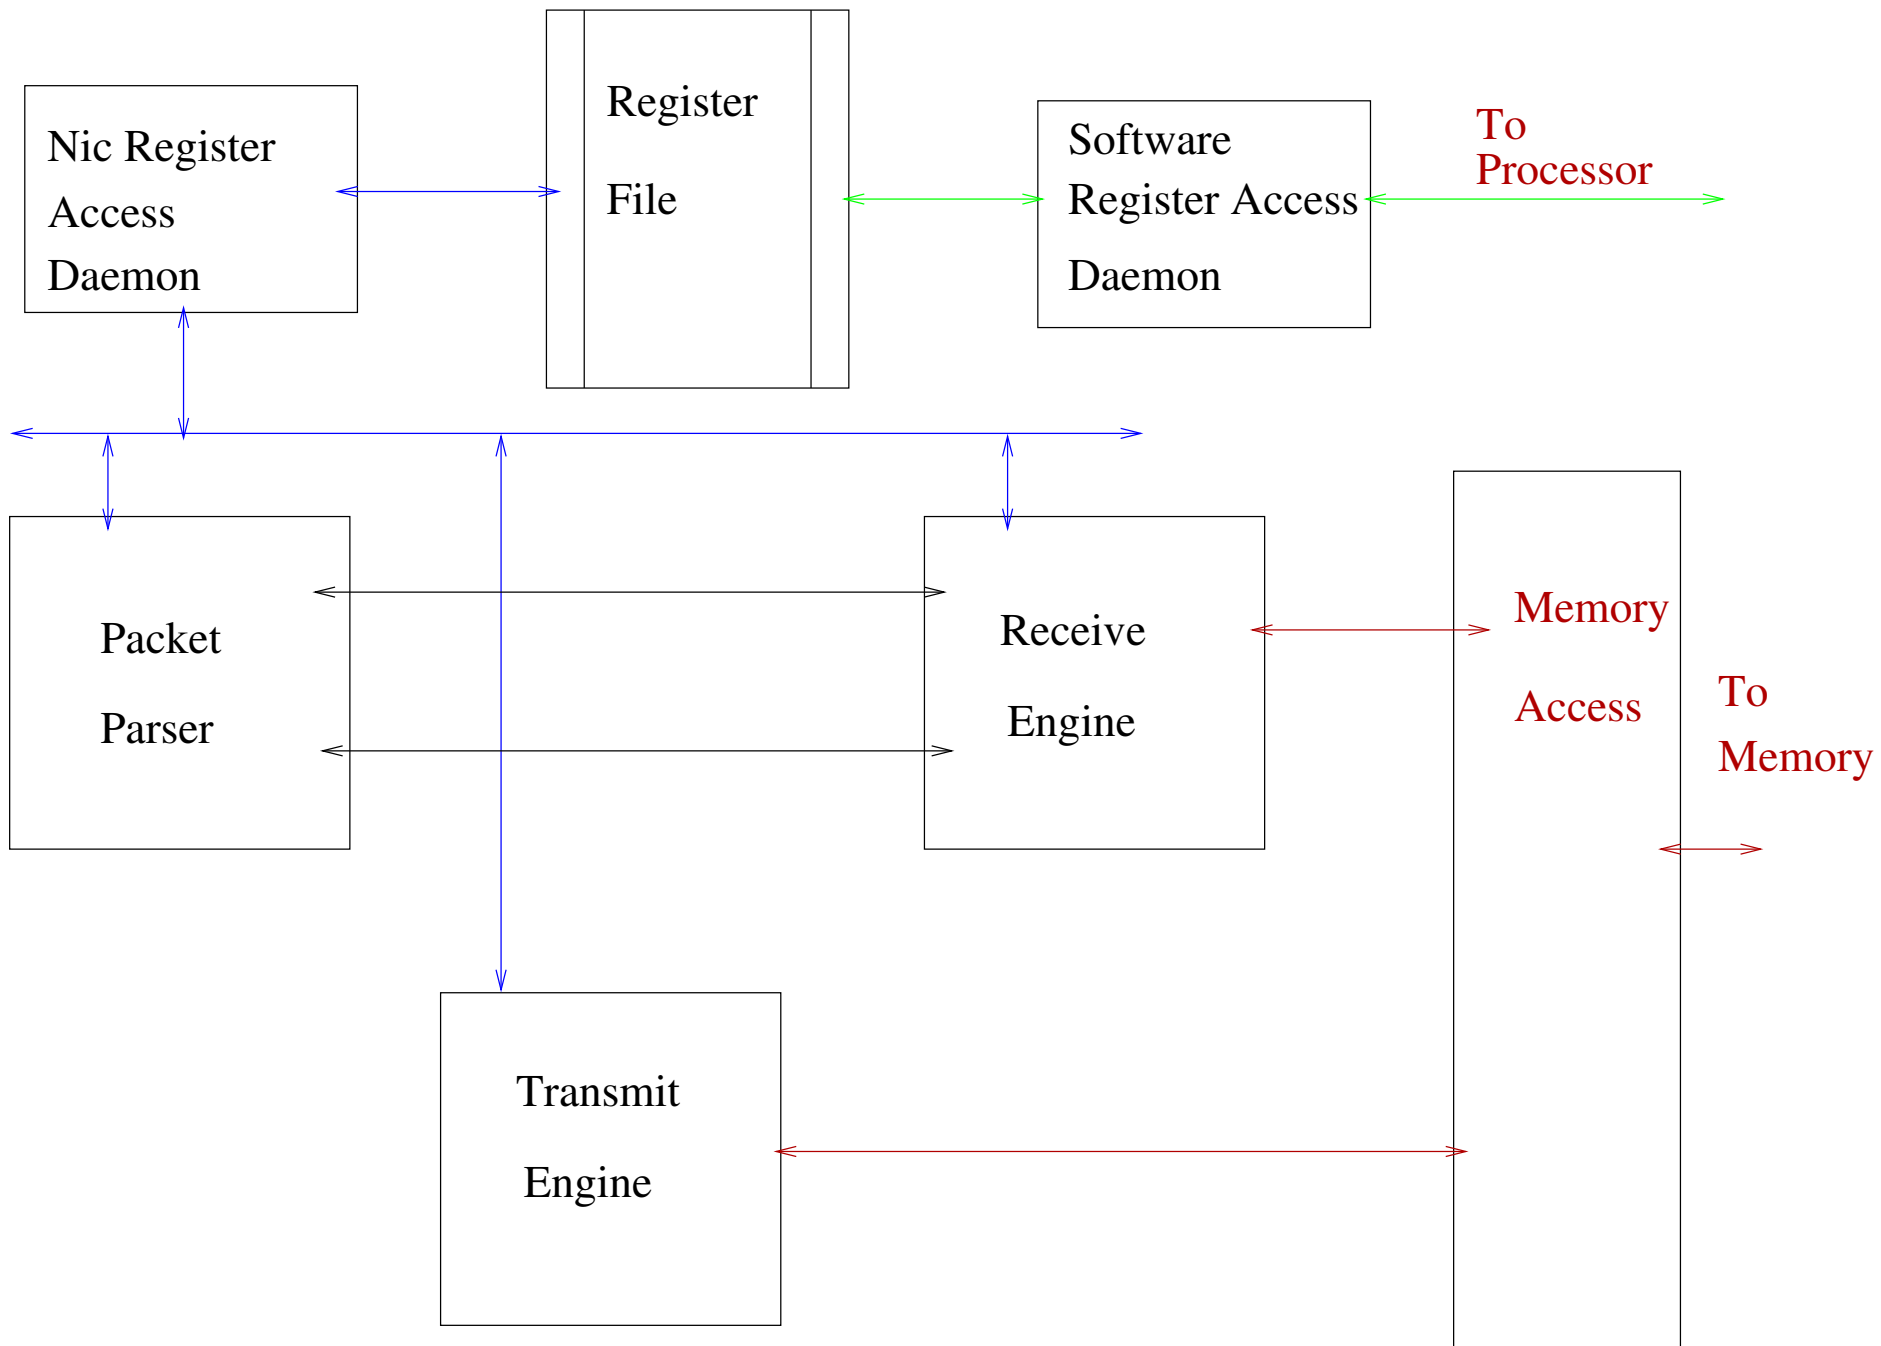 Nic Register
Access
Daemon
Register
File
Software
Register Access
Daemon
To
Processor
Packet
Parser
Receive
Engine
Memory
Access
To
Memory
Transmit
Engine